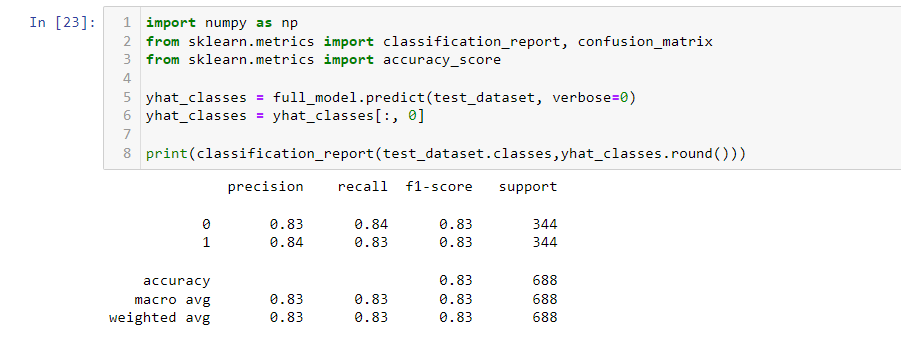 In [23]:
1 import numpy as np
2 from sklearn.metrics import classification_report, confusion_matrix
3 from sklearn.metrics import accuracy_score
4
5 yhat_classes = full_model.predict(test_dataset, verbose=0)
6 yhat_classes = yhat_classes[:, 0]
7
8 print(classification_report(test_dataset.classes,yhat_classes.round()))
precision recall f1-score support
0 0.83 0.84 0.83 344
1 0.84 0.83 0.83 344
accuracy 0.83 688
macro avg 0.83 0.83 0.83 688
weighted avg 0.83 0.83 0.83 688